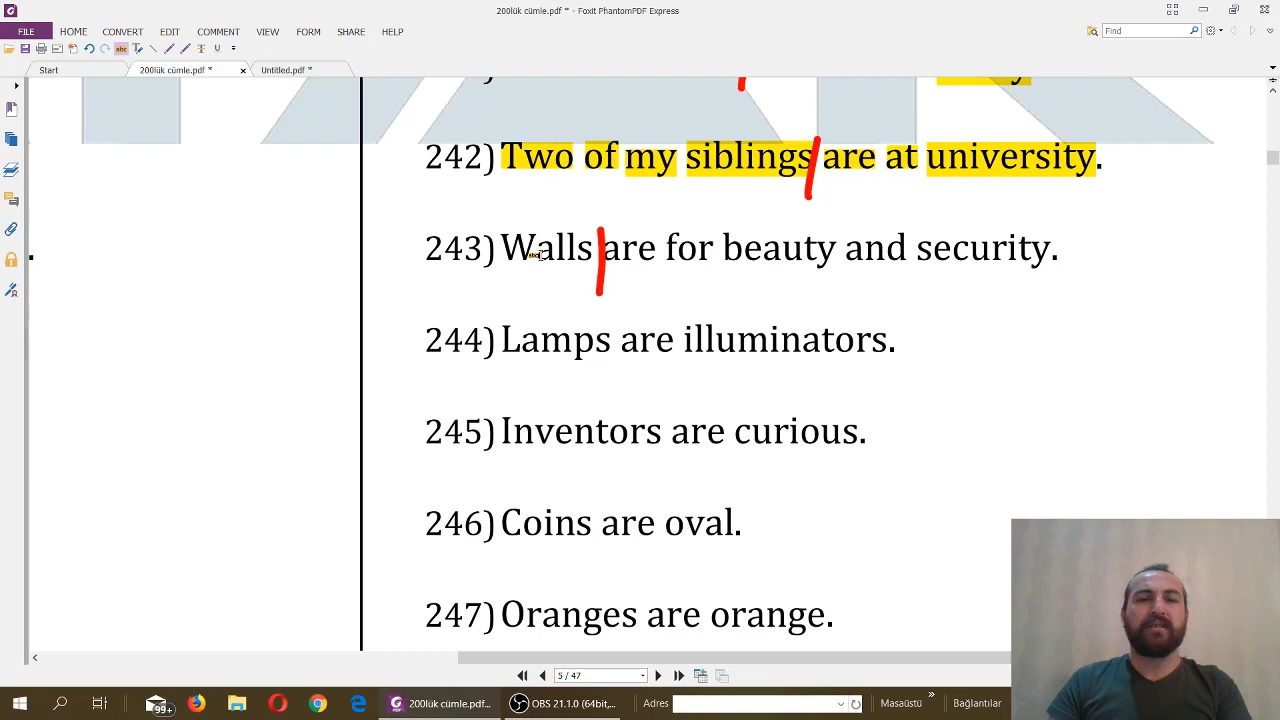 200lük cümle.pdf * - Foxit PhantomPDF Express
FILE HOME CONVERT EDIT COMMENT VIEW FORM SHARE HELP
Find
Start 200lük cümle.pdf * Untitled.pdf *
242) Two of my siblings are at university.
243) Walls are for beauty and security.
244) Lamps are illuminators.
245) Inventors are curious.
246) Coins are oval.
247) Oranges are orange.
5 / 47
99+ 200lük cümle.pdf... OBS 21.1.0 (64bit,... Adres Masaüstü » Bağlantılar